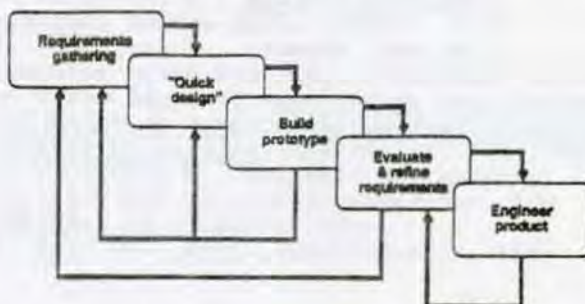 Requirements
gathering
"Quick
design"
Build
prototype
Evaluate
& refine
requirements
Engineer
product